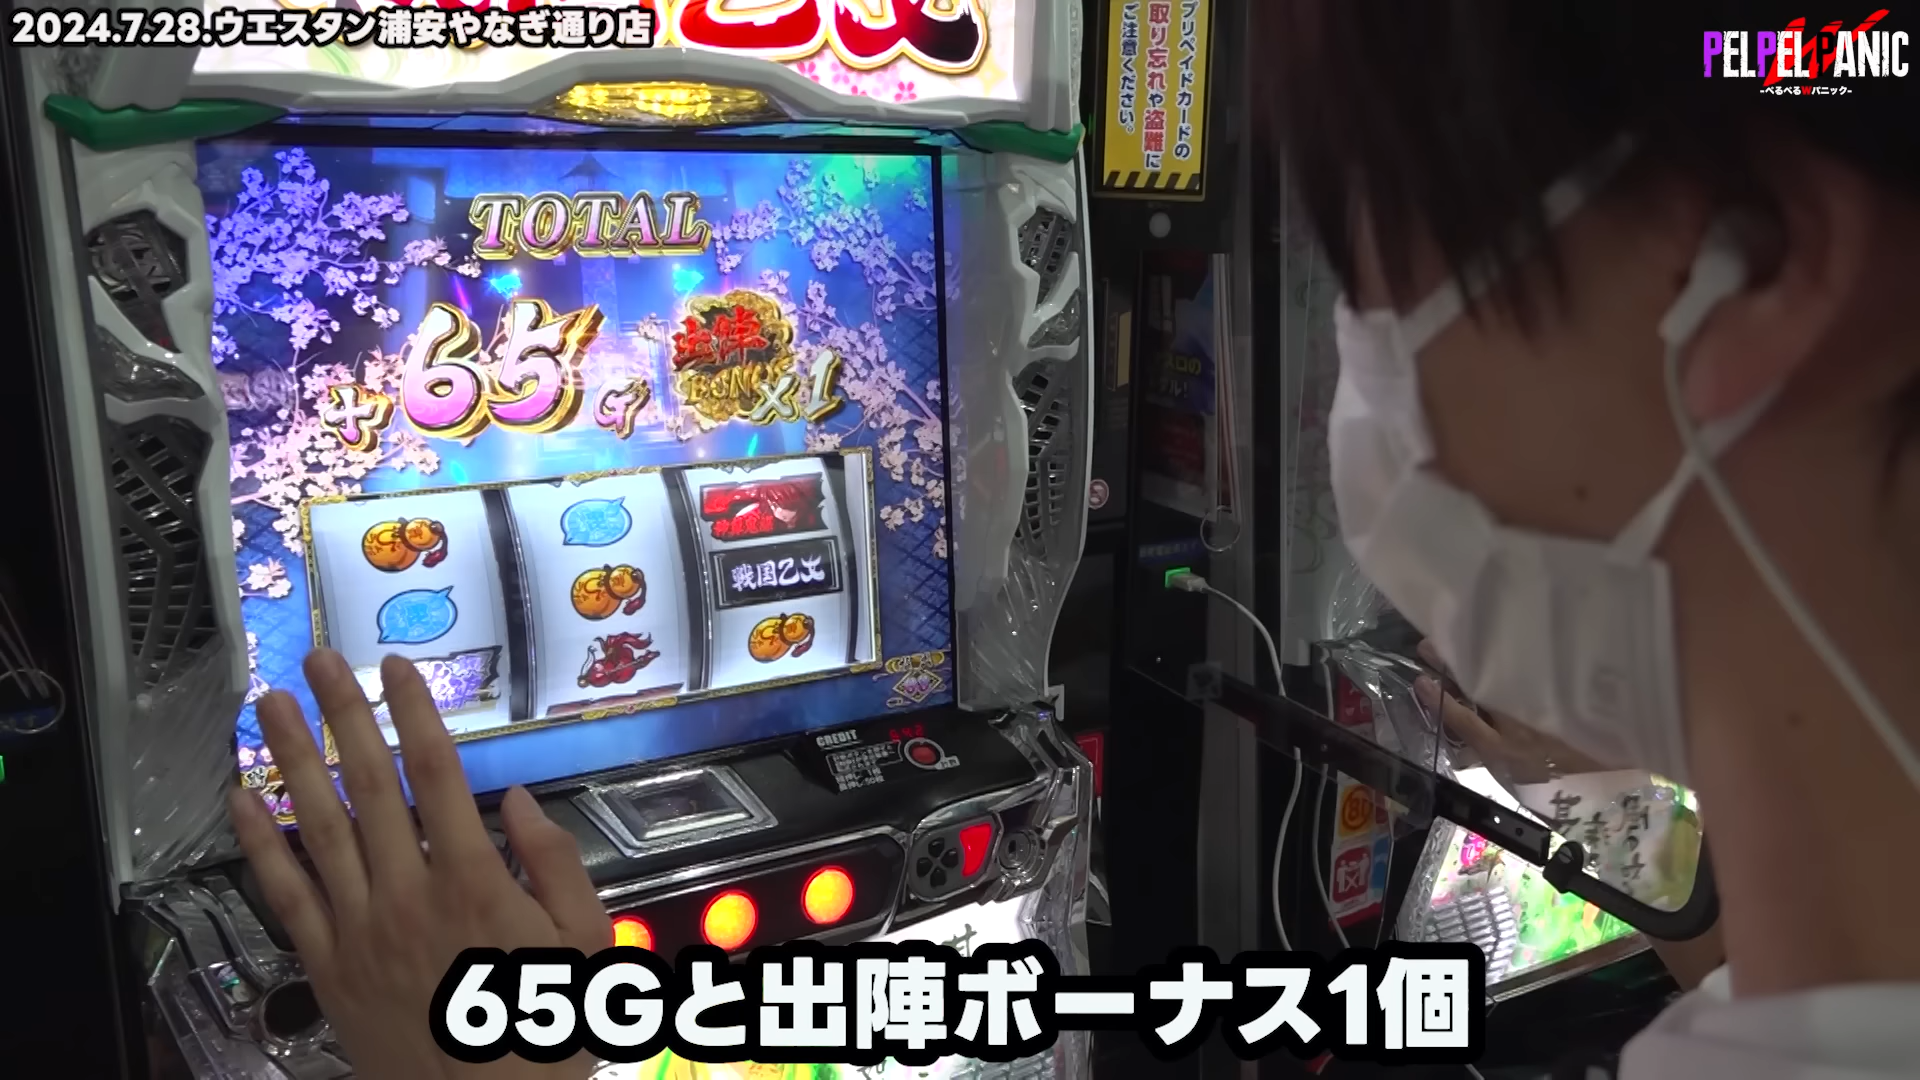 2024.7.28.ウエスタン浦安やなぎ通り店
PELPEL PANIC
-ぺるぺるWパニック-
プリペイドカードの
取り忘れや盗難に
ご注意ください。
TOTAL
+65G
出陣
BONUS
x1
戦国乙女
CREDIT
65Gと出陣ボーナス1個